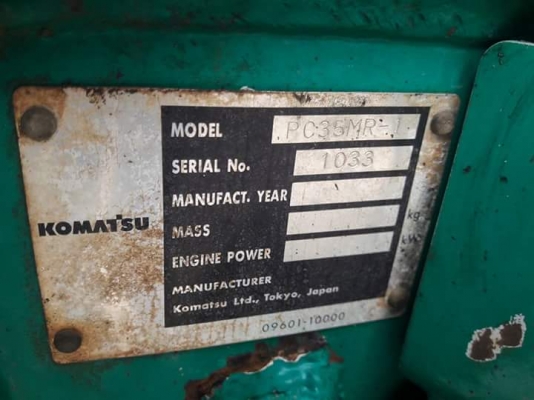 KOMATSU
MODEL PC35MR-1
SERIAL No. 1033
MANUFACT. YEAR
MASS kg
ENGINE POWER kW
MANUFACTURER
Komatsu Ltd., Tokyo, Japan
09601-10000